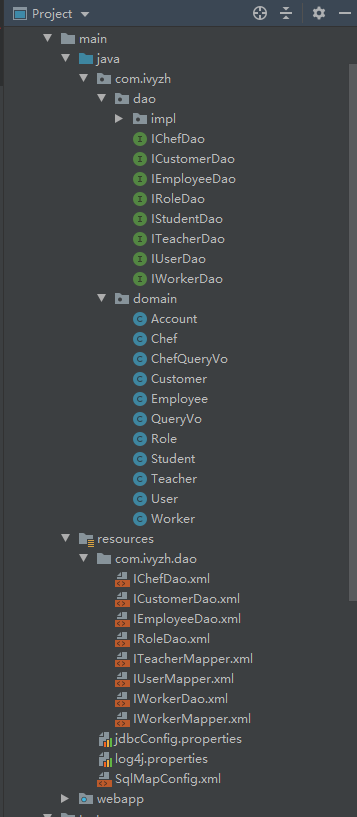 Project
main
java
com.ivyzh
dao
impl
IChefDao
ICustomerDao
IEmployeeDao
IRoleDao
IStudentDao
ITeacherDao
IUserDao
IWorkerDao
domain
Account
Chef
ChefQueryVo
Customer
Employee
QueryVo
Role
Student
Teacher
User
Worker
resources
com.ivyzh.dao
IChefDao.xml
ICustomerDao.xml
IEmployeeDao.xml
IRoleDao.xml
ITeacherMapper.xml
IUserMapper.xml
IWorkerDao.xml
IWorkerMapper.xml
jdbcConfig.properties
log4j.properties
SqlMapConfig.xml
webapp